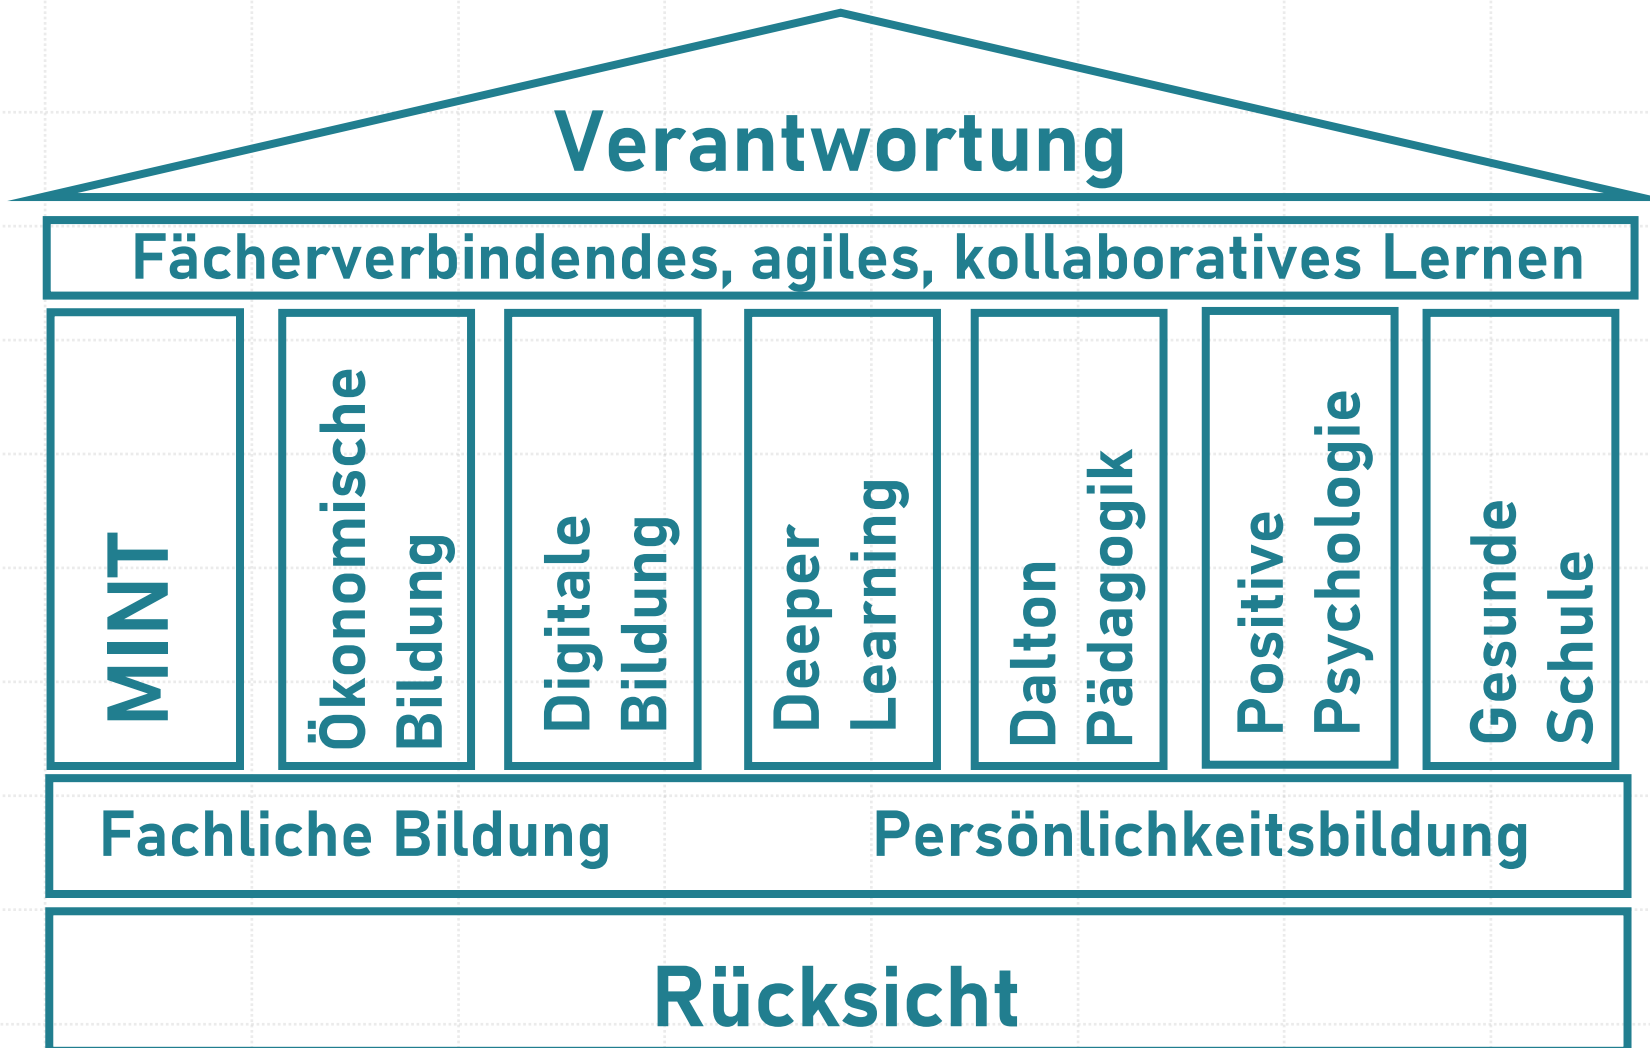 Verantwortung
Fächerverbindendes, agiles, kollaboratives Lernen
MINT
Ökonomische
Bildung
Digitale
Bildung
Deeper
Learning
Dalton
Pädagogik
Positive
Psychologie
Gesunde
Schule
Fachliche Bildung
Persönlichkeitsbildung
Rücksicht